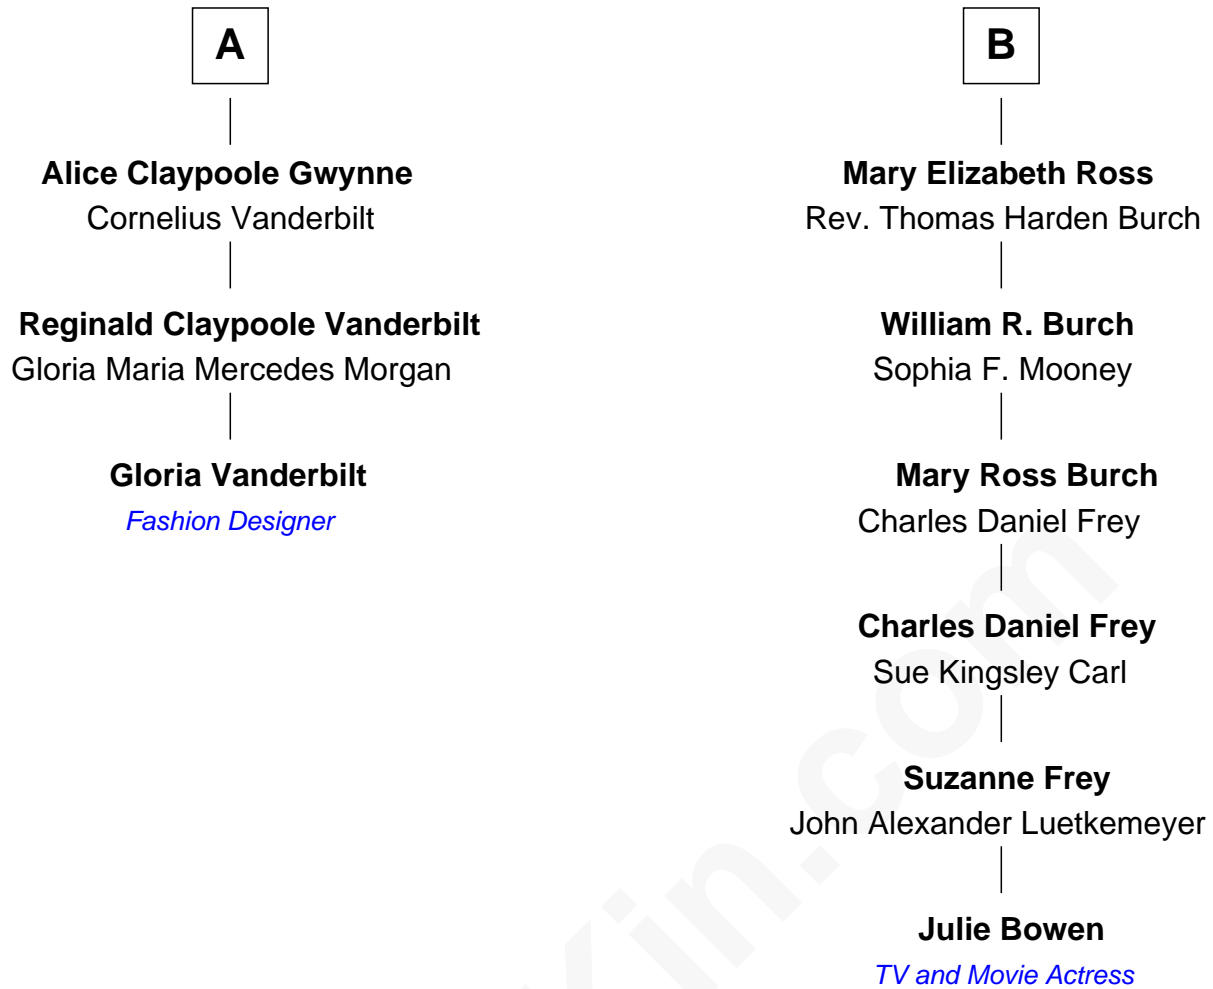 A
Alice Claypoole Gwynne
Cornelius Vanderbilt
Reginald Claypoole Vanderbilt
Gloria Maria Mercedes Morgan
Gloria Vanderbilt
Fashion Designer
B
Mary Elizabeth Ross
Rev. Thomas Harden Burch
William R. Burch
Sophia F. Mooney
Mary Ross Burch
Charles Daniel Frey
Charles Daniel Frey
Sue Kingsley Carl
Suzanne Frey
John Alexander Luetkemeyer
Julie Bowen
TV and Movie Actress
Kin.com